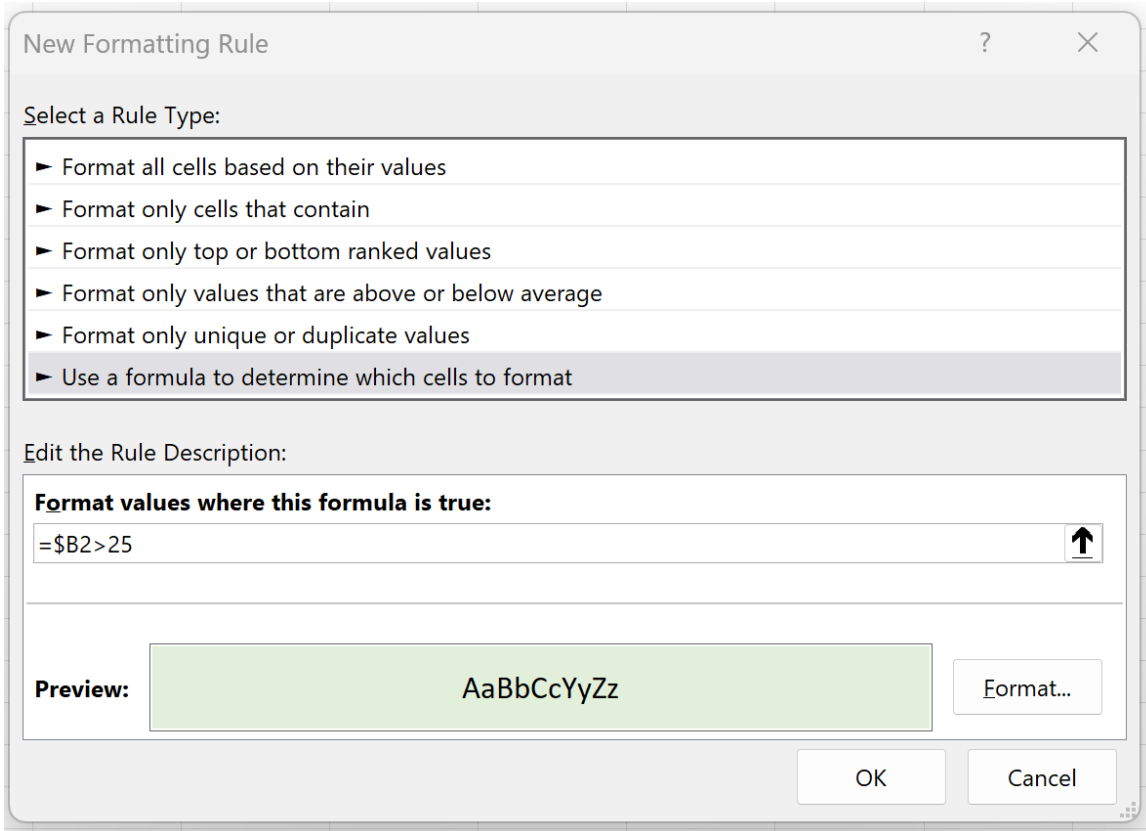 New Formatting Rule ?
Select a Rule Type:
► Format all cells based on their values
► Format only cells that contain
► Format only top or bottom ranked values
► Format only values that are above or below average
► Format only unique or duplicate values
► Use a formula to determine which cells to format
Edit the Rule Description:
Format values where this formula is true:
=$B2>25
Preview: AaBbCcYyZz Format...
OK Cancel